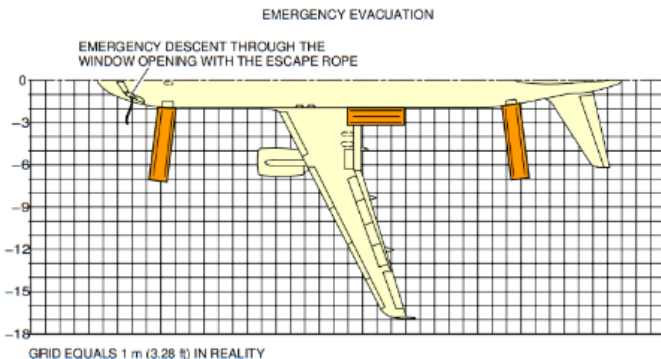 EMERGENCY EVACUATION
EMERGENCY DESCENT THROUGH THE
WINDOW OPENING WITH THE ESCAPE ROPE
0
−3
−6
−9
−12
−15
−18
GRID EQUALS 1 m (3.28 ft) IN REALITY